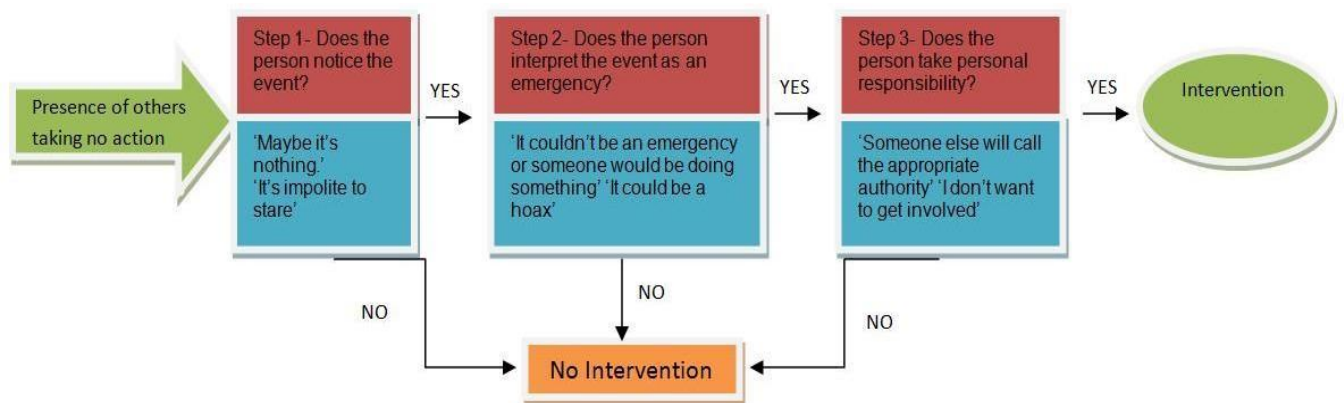 Presence of others
taking no action
Step 1- Does the
person notice the
event?
‘Maybe it’s
nothing.’
‘It’s impolite to
stare’
YES
Step 2- Does the person
interpret the event as an
emergency?
‘It couldn’t be an emergency
or someone would be doing
something’ ‘It could be a
hoax’
YES
Step 3- Does the
person take personal
responsibility?
‘Someone else will call
the appropriate
authority’ ‘I don’t want
to get involved’
YES
Intervention
NO
NO
NO
No Intervention